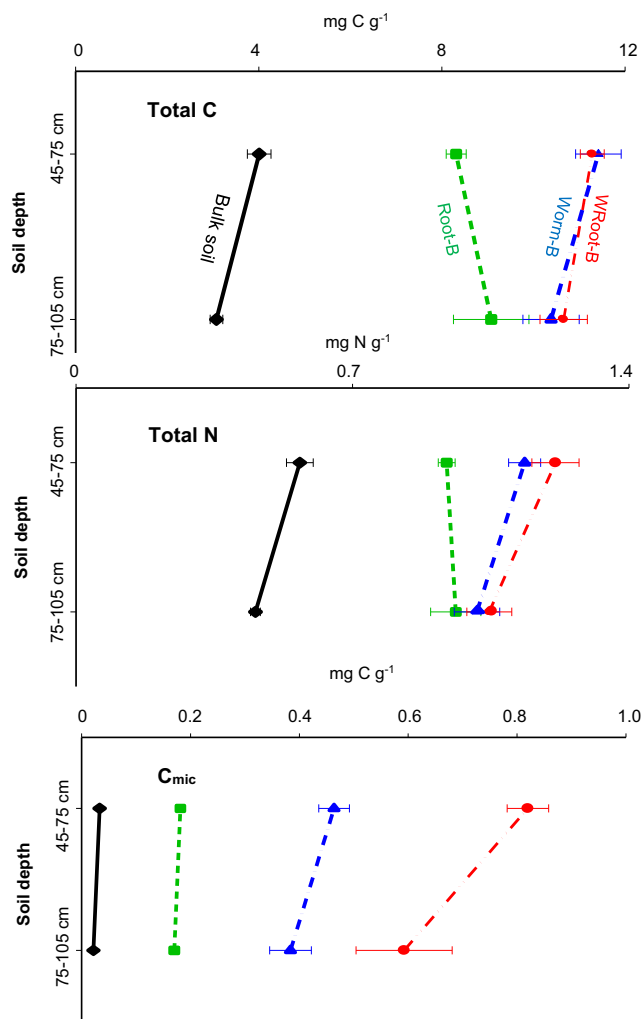 mg C g⁻¹
0 4 8 12
Total C
45-75 cm
Soil depth
75-105 cm
Bulk soil
Root-B
Worm-B
WRoot-B
mg N g⁻¹
0 0.7 1.4
Total N
45-75 cm
Soil depth
75-105 cm
mg C g⁻¹
0 0.2 0.4 0.6 0.8 1.0
Cmic
45-75 cm
Soil depth
75-105 cm